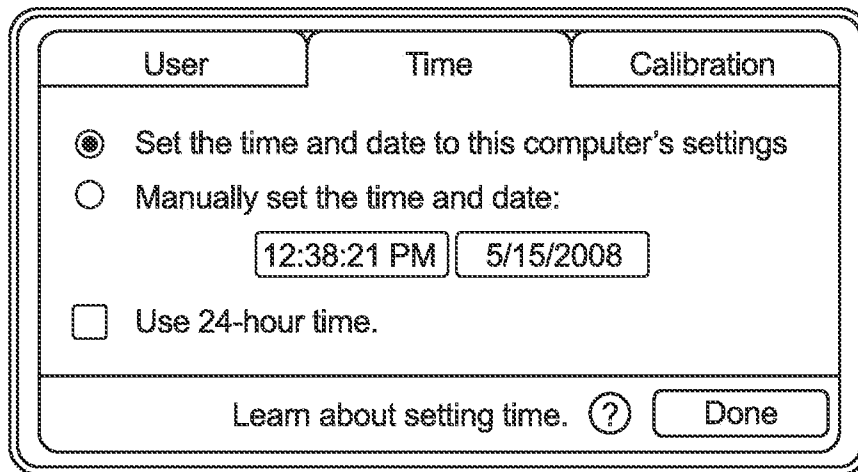 User Time Calibration
Set the time and date to this computer's settings
Manually set the time and date:
12:38:21 PM 5/15/2008
Use 24-hour time.
Learn about setting time. ? Done